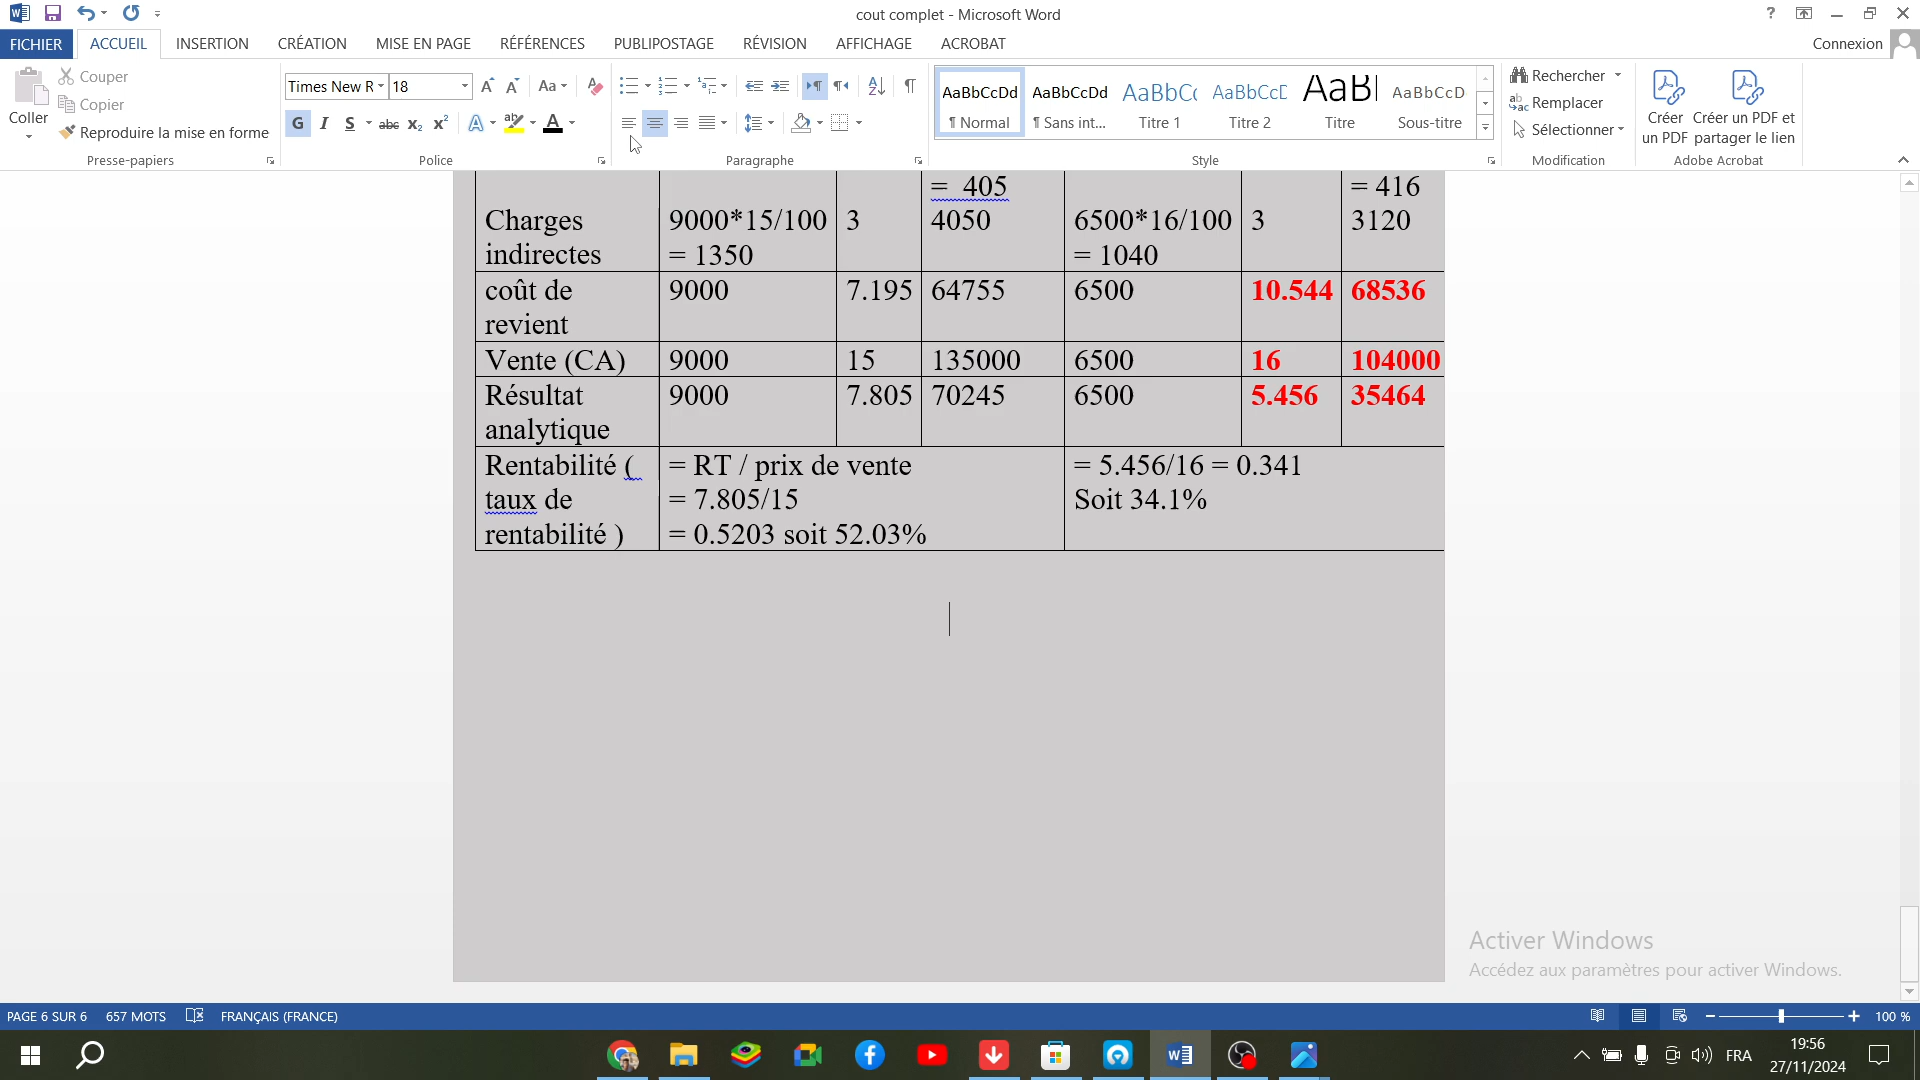 cout complet - Microsoft Word
?
FICHIER ACCUEIL INSERTION CRÉATION MISE EN PAGE RÉFÉRENCES PUBLIPOSTAGE RÉVISION AFFICHAGE ACROBAT Connexion
Couper
Copier
Reproduire la mise en forme
Coller
Presse-papiers
Times New R 18
Aa
G I S abc X₂ X²
Police
Paragraphe
AaBbCcDd AaBbCcDd AaBbC AaBbCcC AaBl AaBbCcD
¶ Normal ¶ Sans int... Titre 1 Titre 2 Titre Sous-titre
Style
Rechercher
Remplacer
Sélectionner
Modification
Créer un PDF
Créer un PDF et partager le lien
Adobe Acrobat
= 405 = 416
Charges 9000*15/100 3 4050 6500*16/100 3 3120
indirectes = 1350 = 1040
coût de 9000 7.195 64755 6500 10.544 68536
revient
Vente (CA) 9000 15 135000 6500 16 104000
Résultat 9000 7.805 70245 6500 5.456 35464
analytique
Rentabilité ( = RT / prix de vente = 5.456/16 = 0.341
taux de = 7.805/15 Soit 34.1%
rentabilité ) = 0.5203 soit 52.03%
Activer Windows
Accédez aux paramètres pour activer Windows.
PAGE 6 SUR 6 657 MOTS FRANÇAIS (FRANCE) 100 %
FRA
19:56
27/11/2024